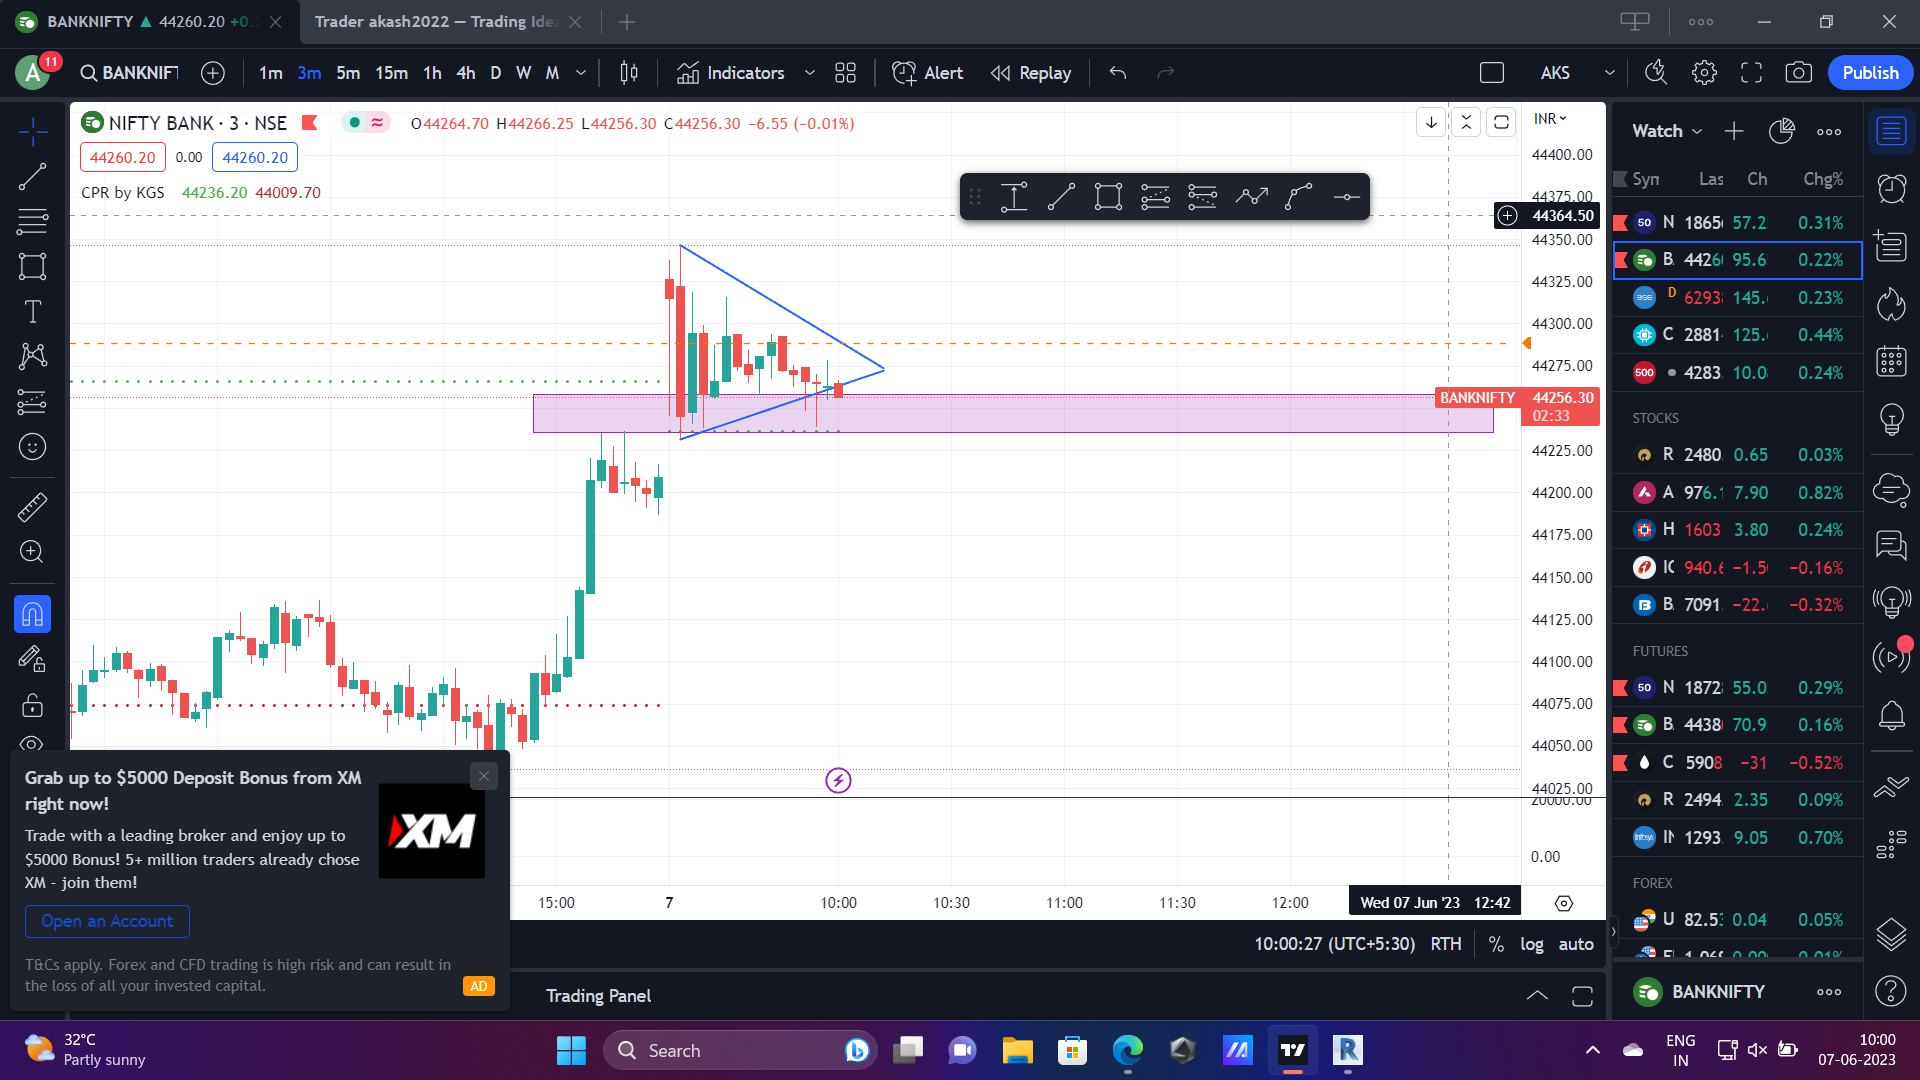 BANKNIFTY ▲ 44260.20 +0.2
Trader akash2022 — Trading Idea
A 11
BANKNIFT
1m 3m 5m 15m 1h 4h D W M
Indicators
Alert
Replay
AKS
Publish
NIFTY BANK · 3 · NSE
O44264.70 H44266.25 L44256.30 C44256.30 −6.55 (−0.01%)
44260.20 0.00 44260.20
CPR by KGS 44236.20 44009.70
INR
44400.00
44375.00
44364.50
44350.00
44325.00
44300.00
44275.00
BANKNIFTY 44256.30
02:33
44225.00
44200.00
44175.00
44150.00
44125.00
44100.00
44075.00
44050.00
44025.00
20000.00
0.00
15:00 7 10:00 10:30 11:00 11:30 12:00
Wed 07 Jun '23 12:42
10:00:27 (UTC+5:30) RTH % log auto
Trading Panel
Grab up to $5000 Deposit Bonus from XM
right now!
Trade with a leading broker and enjoy up to
$5000 Bonus! 5+ million traders already chose
XM - join them!
XM
Open an Account
T&Cs apply. Forex and CFD trading is high risk and can result in
the loss of all your invested capital.
AD
Watch
Syn Las Ch Chg%
50 N 1865 57.2 0.31%
B 4426 95.6 0.22%
BSE D 6293 145. 0.23%
C 2881 125. 0.44%
500 4283. 10.0 0.24%
STOCKS
R 2480. 0.65 0.03%
A 976.1 7.90 0.82%
H 1603 3.80 0.24%
IC 940.6 −1.5 −0.16%
B 7091. −22. −0.32%
FUTURES
50 N 1872 55.0 0.29%
B 4438 70.9 0.16%
C 5908 −31 −0.52%
R 2494. 2.35 0.09%
Infosys IN 1293. 9.05 0.70%
FOREX
U 82.5 0.04 0.05%
BANKNIFTY
32°C
Partly sunny
Search
ENG
IN
10:00
07-06-2023